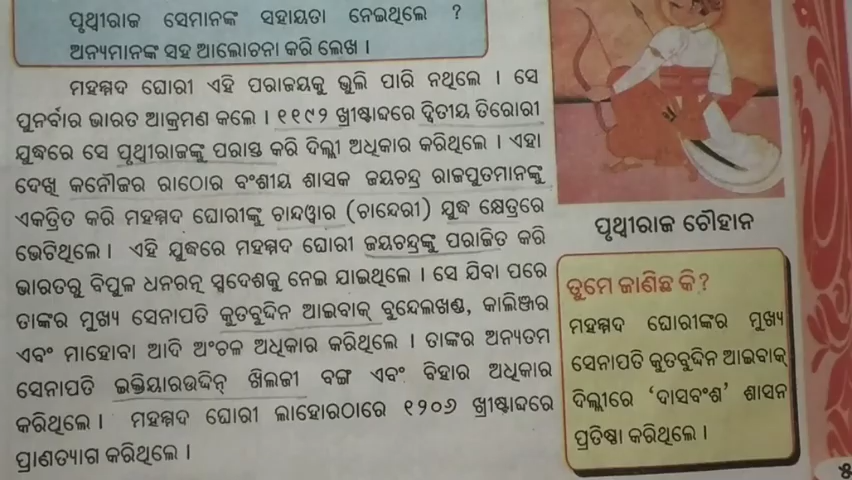 ପୃଥ୍ୱୀରାଜ ସେମାନଙ୍କ ସହାୟତା ନେଇଥିଲେ ?
ଅନ୍ୟମାନଙ୍କ ସହ ଆଲୋଚନା କରି ଲେଖ ।
ମହମ୍ମଦ ଘୋରୀ ଏହି ପରାଜୟକୁ ଭୁଲି ପାରି ନଥିଲେ । ସେ
ପୁନର୍ବାର ଭାରତ ଆକ୍ରମଣ କଲେ । ୧୧୯୨ ଖ୍ରୀଷ୍ଟାବ୍ଦରେ ଦ୍ୱିତୀୟ ତିରୋରୀ
ଯୁଦ୍ଧରେ ସେ ପୃଥ୍ୱୀରାଜଙ୍କୁ ପରାସ୍ତ କରି ଦିଲ୍ଲୀ ଅଧିକାର କରିଥିଲେ । ଏହା
ଦେଖି କନୌଜର ରାଠୋର ବଂଶୀୟ ଶାସକ ଜୟଚନ୍ଦ୍ର ରାଜପୁତମାନଙ୍କୁ
ଏକତ୍ରିତ କରି ମହମ୍ମଦ ଘୋରୀଙ୍କୁ ଚାନ୍ଦୱାର (ଚାନ୍ଦେରୀ) ଯୁଦ୍ଧ କ୍ଷେତ୍ରରେ
ଭେଟିଥିଲେ । ଏହି ଯୁଦ୍ଧରେ ମହମ୍ମଦ ଘୋରୀ ଜୟଚନ୍ଦ୍ରଙ୍କୁ ପରାଜିତ କରି
ଭାରତରୁ ବିପୁଳ ଧନରତ୍ନ ସ୍ୱଦେଶକୁ ନେଇ ଯାଇଥିଲେ । ସେ ଯିବା ପରେ
ତାଙ୍କର ମୁଖ୍ୟ ସେନାପତି କୁତବୁଦ୍ଦିନ ଆଇବାକ୍ ବୁନ୍ଦେଲଖଣ୍ଡ, କାଲିଞ୍ଜର
ଏବଂ ମାହୋବା ଆଦି ଅଂଚଳ ଅଧିକାର କରିଥିଲେ । ତାଙ୍କର ଅନ୍ୟତମ
ସେନାପତି ଇକ୍ତିୟାରଉଦ୍ଦିନ୍ ଖିଲଜୀ ବଙ୍ଗ ଏବଂ ବିହାର ଅଧିକାର
କରିଥିଲେ । ମହମ୍ମଦ ଘୋରୀ ଲାହୋରଠାରେ ୧୨୦୬ ଖ୍ରୀଷ୍ଟାବ୍ଦରେ
ପ୍ରାଣତ୍ୟାଗ କରିଥିଲେ ।
ପୃଥ୍ୱୀରାଜ ଚୌହାନ
ତୁମେ ଜାଣିଛ କି ?
ମହମ୍ମଦ ଘୋରୀଙ୍କର ମୁଖ୍ୟ
ସେନାପତି କୁତବୁଦ୍ଦିନ ଆଇବାକ୍
ଦିଲ୍ଲୀରେ ‘ଦାସବଂଶ’ ଶାସନ
ପ୍ରତିଷ୍ଠା କରିଥିଲେ ।